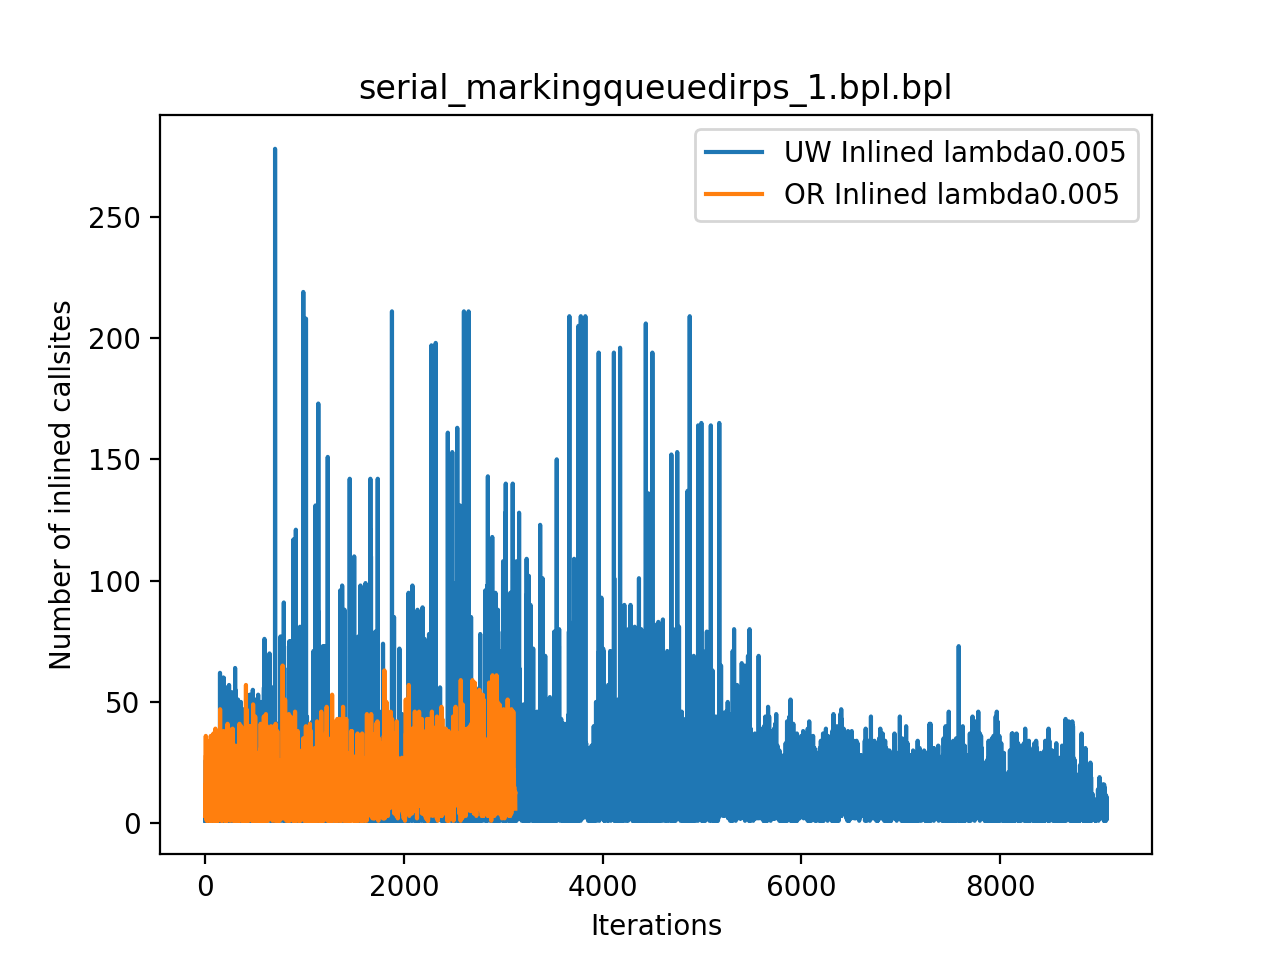 serial_markingqueuedirps_1.bpl.bpl
UW Inlined lambda0.005
OR Inlined lambda0.005
Number of inlined callsites
250
200
150
100
50
0
0 2000 4000 6000 8000
Iterations